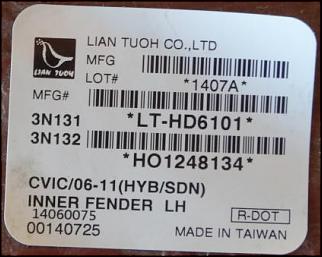 LIAN TUOH
LIAN TUOH CO.,LTD
MFG
LOT# *1407A*
MFG#
3N131 *LT-HD6101*
3N132
*HO1248134*
CVIC/06-11(HYB/SDN)
INNER FENDER LH
14060075 R-DOT
00140725 MADE IN TAIWAN